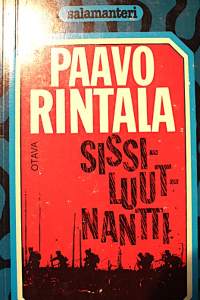 salamanteri
PAAVO
RINTALA
OTAVA
SISSI-
LUUT-
NANTTI